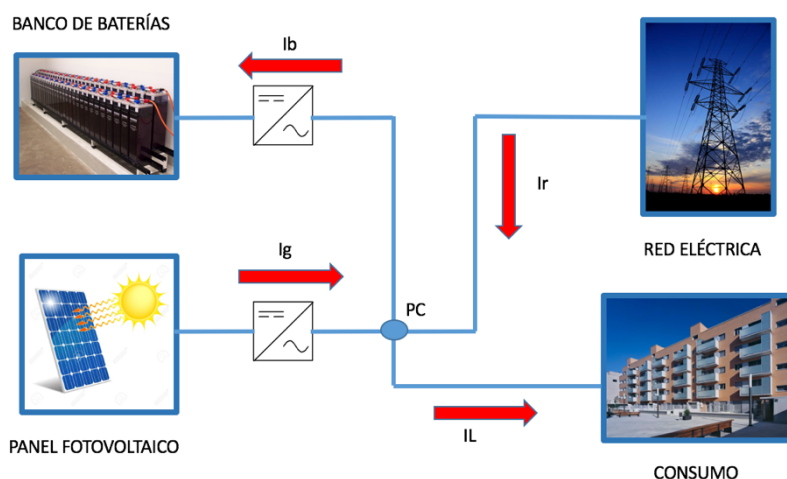 BANCO DE BATERÍAS
Ib
Ir
RED ELÉCTRICA
Ig
PC
IL
PANEL FOTOVOLTAICO
CONSUMO